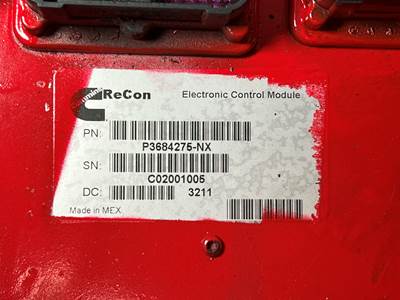 ReCon Electronic Control Module
PN:
P3684275-NX
SN:
C02001005
DC: 3211
Made in MEX